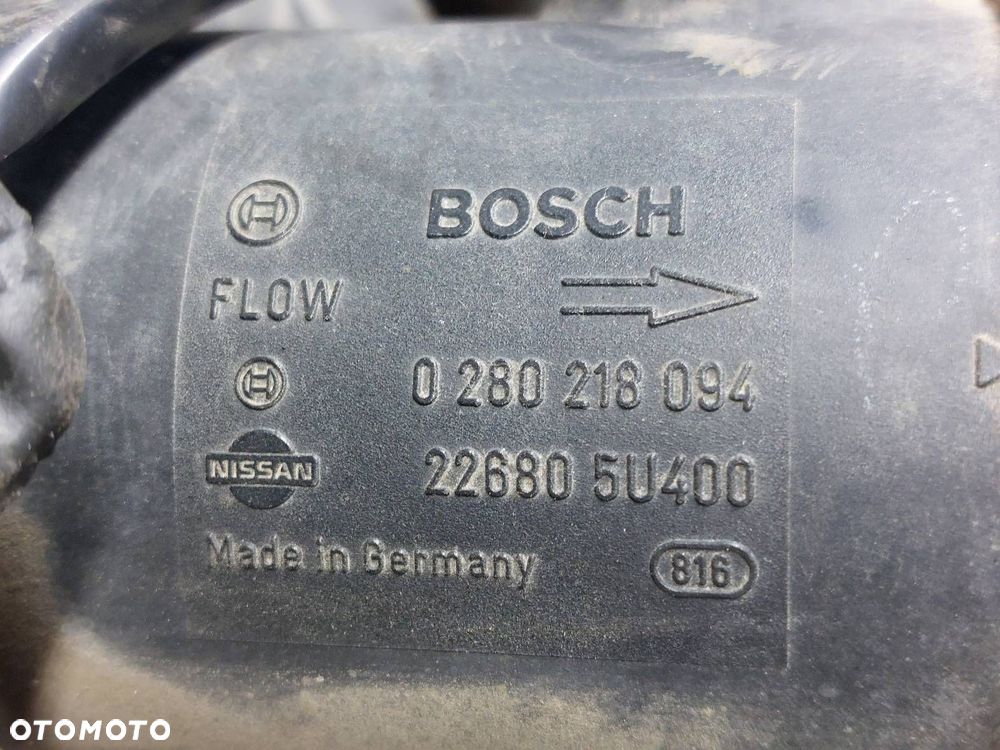 BOSCH
FLOW
0 280 218 094
NISSAN 22680 5U400
Made in Germany 816
OTOMOTO